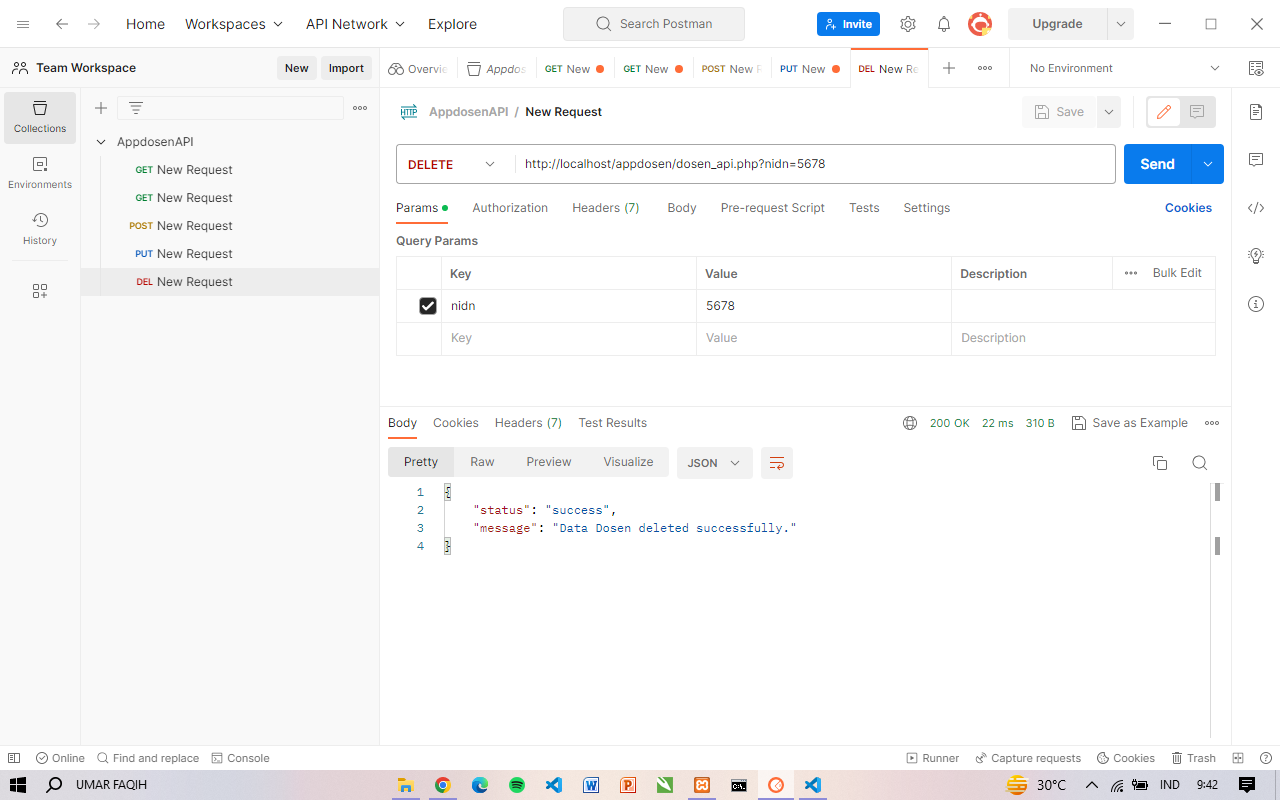 Home Workspaces API Network Explore Search Postman Invite Upgrade
Team Workspace New Import Overvie Appdos GET New GET New POST New R PUT New DEL New Re No Environment
Collections
Environments
History
AppdosenAPI
GET New Request
GET New Request
POST New Request
PUT New Request
DEL New Request
HTTP AppdosenAPI / New Request Save
DELETE http://localhost/appdosen/dosen_api.php?nidn=5678 Send
Params Authorization Headers (7) Body Pre-request Script Tests Settings Cookies
Query Params
Key Value Description Bulk Edit
nidn 5678
Key Value Description
Body Cookies Headers (7) Test Results 200 OK 22 ms 310 B Save as Example
Pretty Raw Preview Visualize JSON
1 {
2 "status": "success",
3 "message": "Data Dosen deleted successfully."
4 }
Online Find and replace Console Runner Capture requests Cookies Trash
UMAR FAQIH 30°C IND 9:42